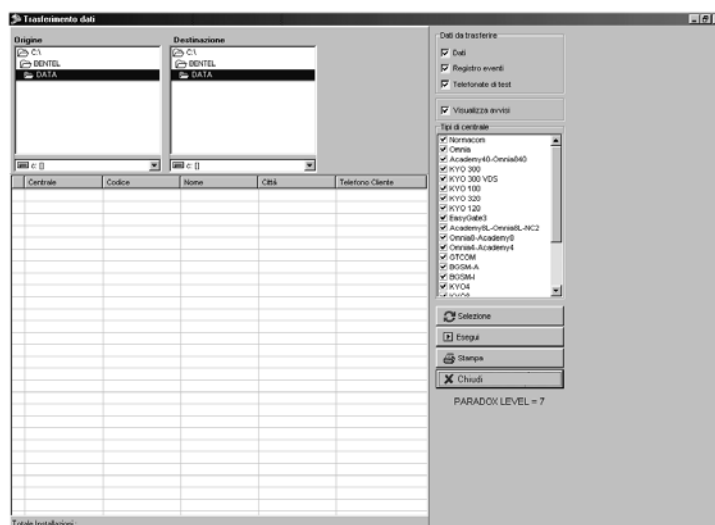 Trasferimento dati
Origine
C:\
BENTEL
DATA
c: []
Destinazione
C:\
BENTEL
DATA
c: []
Dati da trasferire
Dati
Registro eventi
Telefonate di test
Visualizza avvisi
Tipi di centrale
Normacom
Omnia
Academy40-Omnia040
KYO 300
KYO 300 VDS
KYO 100
KYO 320
KYO 120
EasyGate3
Academy8L-Omnia8L-NC2
Omnia8-Academy8
Omnia4-Academy4
GTCOM
BGSM-A
BGSM-I
KYO4
KYO8
Centrale Codice Nome Città Telefono Cliente
Selezione
Esegui
Stampa
Chiudi
PARADOX LEVEL = 7
Totale Installazioni :